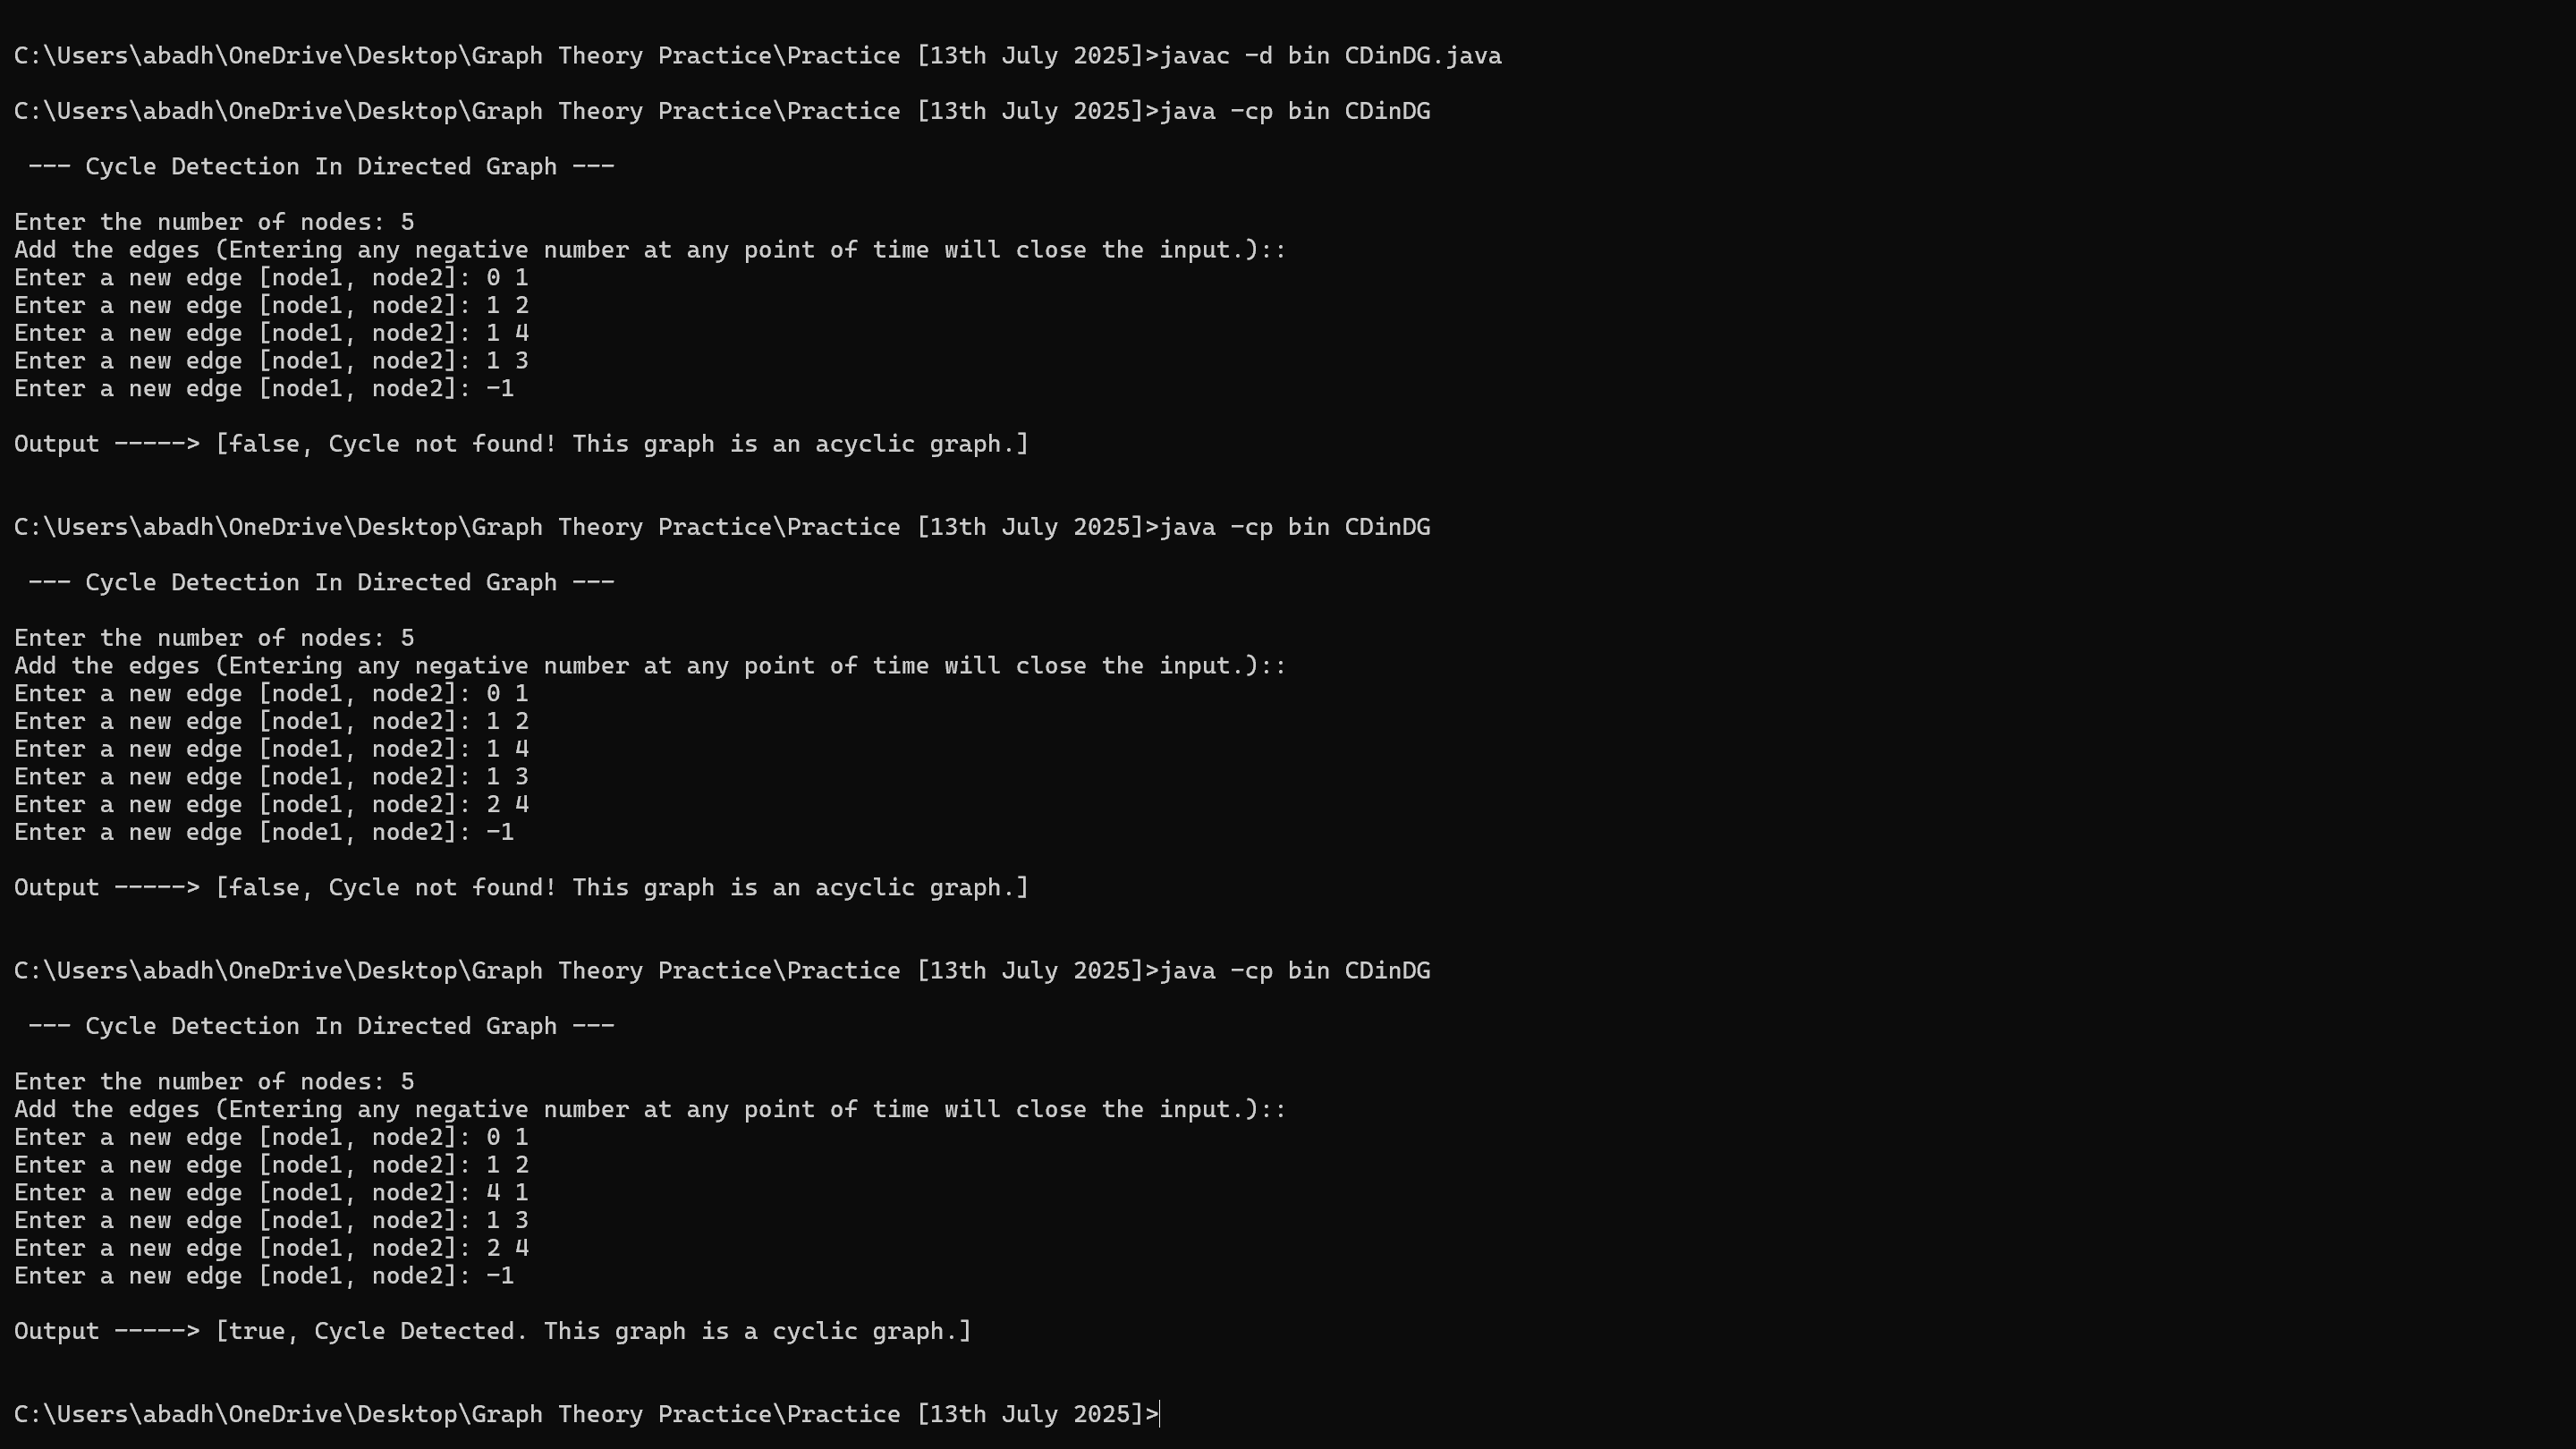 C:\Users\abadh\OneDrive\Desktop\Graph Theory Practice\Practice [13th July 2025]>javac -d bin CDinDG.java
C:\Users\abadh\OneDrive\Desktop\Graph Theory Practice\Practice [13th July 2025]>java -cp bin CDinDG
--- Cycle Detection In Directed Graph ---
Enter the number of nodes: 5
Add the edges (Entering any negative number at any point of time will close the input.)::
Enter a new edge [node1, node2]: 0 1
Enter a new edge [node1, node2]: 1 2
Enter a new edge [node1, node2]: 1 4
Enter a new edge [node1, node2]: 1 3
Enter a new edge [node1, node2]: -1
Output -----> [false, Cycle not found! This graph is an acyclic graph.]
C:\Users\abadh\OneDrive\Desktop\Graph Theory Practice\Practice [13th July 2025]>java -cp bin CDinDG
--- Cycle Detection In Directed Graph ---
Enter the number of nodes: 5
Add the edges (Entering any negative number at any point of time will close the input.)::
Enter a new edge [node1, node2]: 0 1
Enter a new edge [node1, node2]: 1 2
Enter a new edge [node1, node2]: 1 4
Enter a new edge [node1, node2]: 1 3
Enter a new edge [node1, node2]: 2 4
Enter a new edge [node1, node2]: -1
Output -----> [false, Cycle not found! This graph is an acyclic graph.]
C:\Users\abadh\OneDrive\Desktop\Graph Theory Practice\Practice [13th July 2025]>java -cp bin CDinDG
--- Cycle Detection In Directed Graph ---
Enter the number of nodes: 5
Add the edges (Entering any negative number at any point of time will close the input.)::
Enter a new edge [node1, node2]: 0 1
Enter a new edge [node1, node2]: 1 2
Enter a new edge [node1, node2]: 4 1
Enter a new edge [node1, node2]: 1 3
Enter a new edge [node1, node2]: 2 4
Enter a new edge [node1, node2]: -1
Output -----> [true, Cycle Detected. This graph is a cyclic graph.]
C:\Users\abadh\OneDrive\Desktop\Graph Theory Practice\Practice [13th July 2025]>